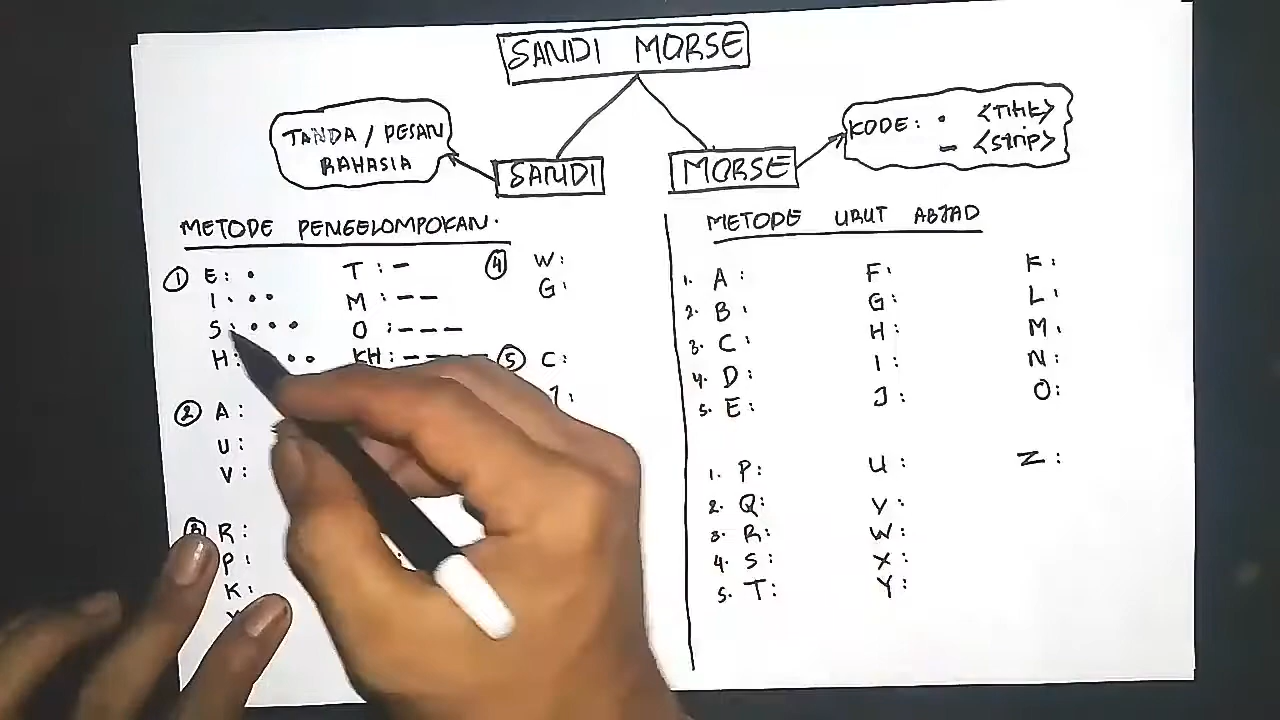 SANDI MORSE
TANDA / PESAN
RAHASIA
SANDI
MORSE
KODE: • <Titik>
– <Strip>
METODE PENGELOMPOKAN.
① E: •
I: ••
S: •••
H: ••
T: –
M: – –
O: – – –
KH: – – – –
② A:
U:
V:
③ R:
P:
K:
④ W:
G:
⑤ C:
METODE URUT ABJAD
1. A:
2. B:
3. C:
4. D:
5. E:
F:
G:
H:
I:
J:
K:
L:
M:
N:
O:
1. P:
2. Q:
3. R:
4. S:
5. T:
U:
V:
W:
X:
Y:
Z: